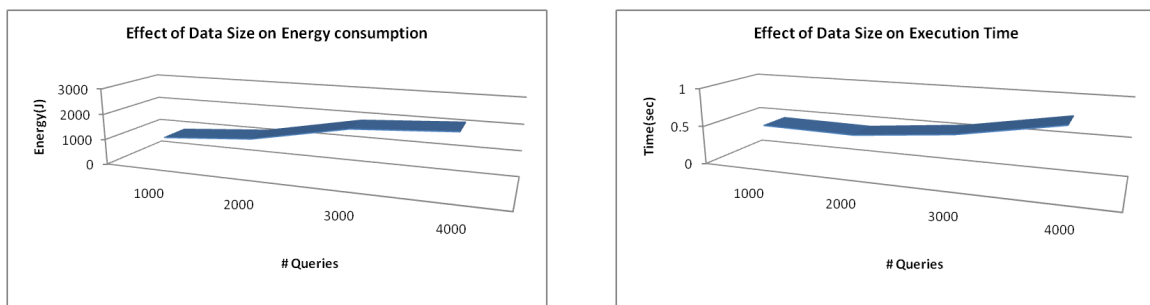 Effect of Data Size on Energy consumption
Energy(J)
3000
2000
1000
0
1000
2000
3000
4000
# Queries
Effect of Data Size on Execution Time
Time(sec)
1
0.5
0
1000
2000
3000
4000
# Queries